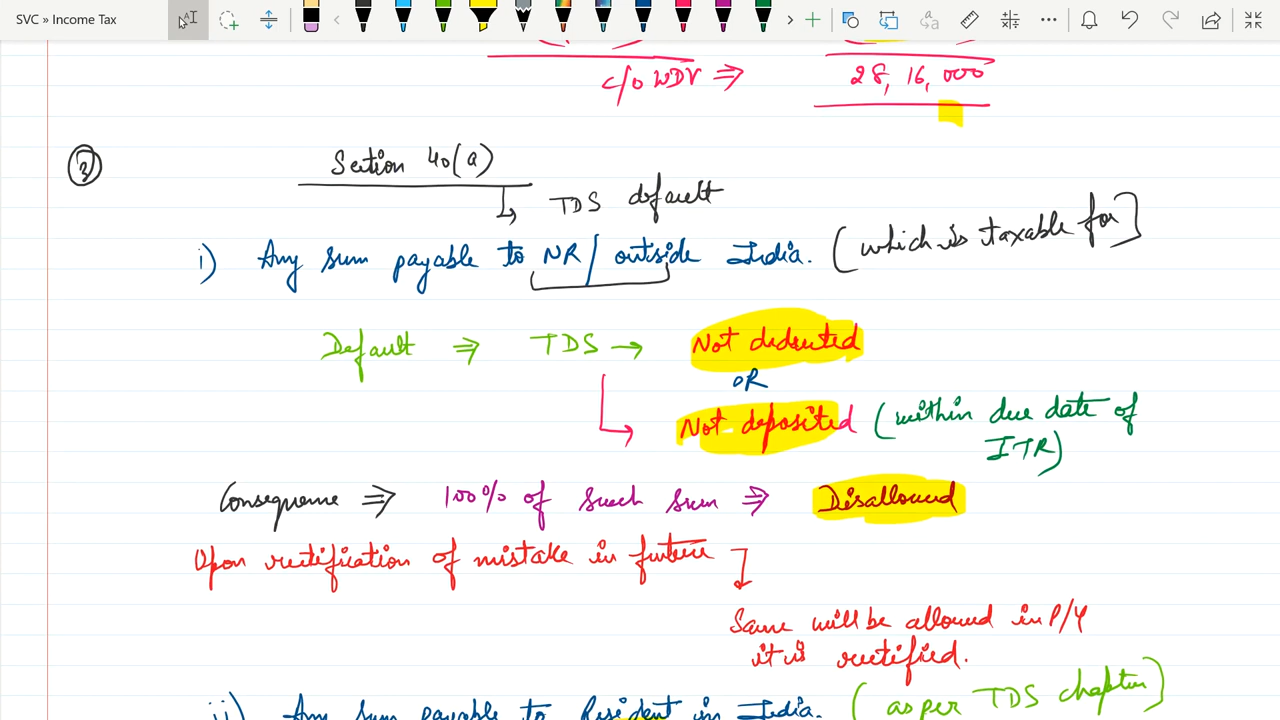 SVC » Income Tax
c/o WDV ⇒ 28,16,000
③ Section 40(a)
↳ TDS default
i) Any sum payable to NR/outside India. (which is taxable for]
Default ⇒ TDS → Not deducted
OR
↳ Not deposited (within due date of
ITR)
Consequence ⇒ 100% of such sum ⇒ Disallowed
Upon rectification of mistake in future
Same will be allowed in P/Y
it is rectified.
ii) Any sum payable to Resident in India. (as per TDS chapter)